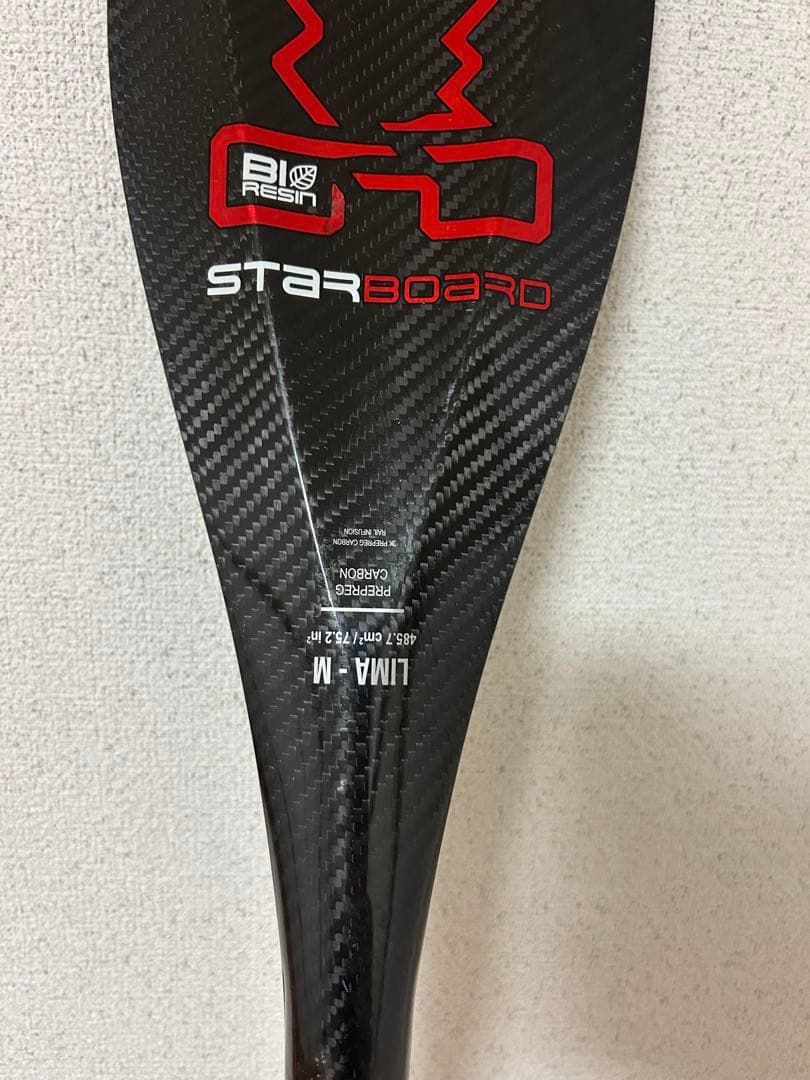 BIO
RESIN
STARBOARD
LIMA - M
485.7 cm² / 75.2 in²
PREPREG
CARBON
3K PREPREG CARBON
RAIL INFUSION